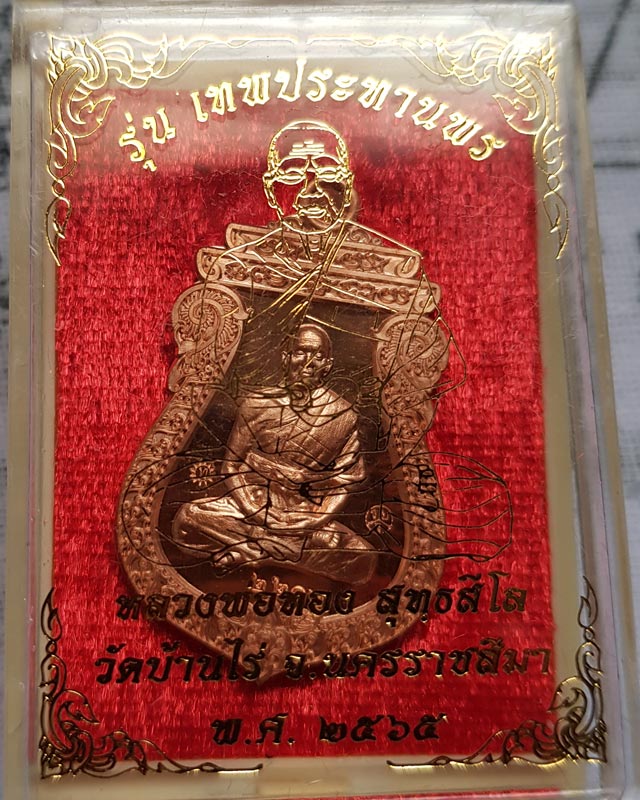 รุ่น เทพประทานพร
หลวงพ่อทอง สุทฺธสีโล
วัดบ้านไร่ จ.นครราชสีมา
พ.ศ. ๒๕๖๕